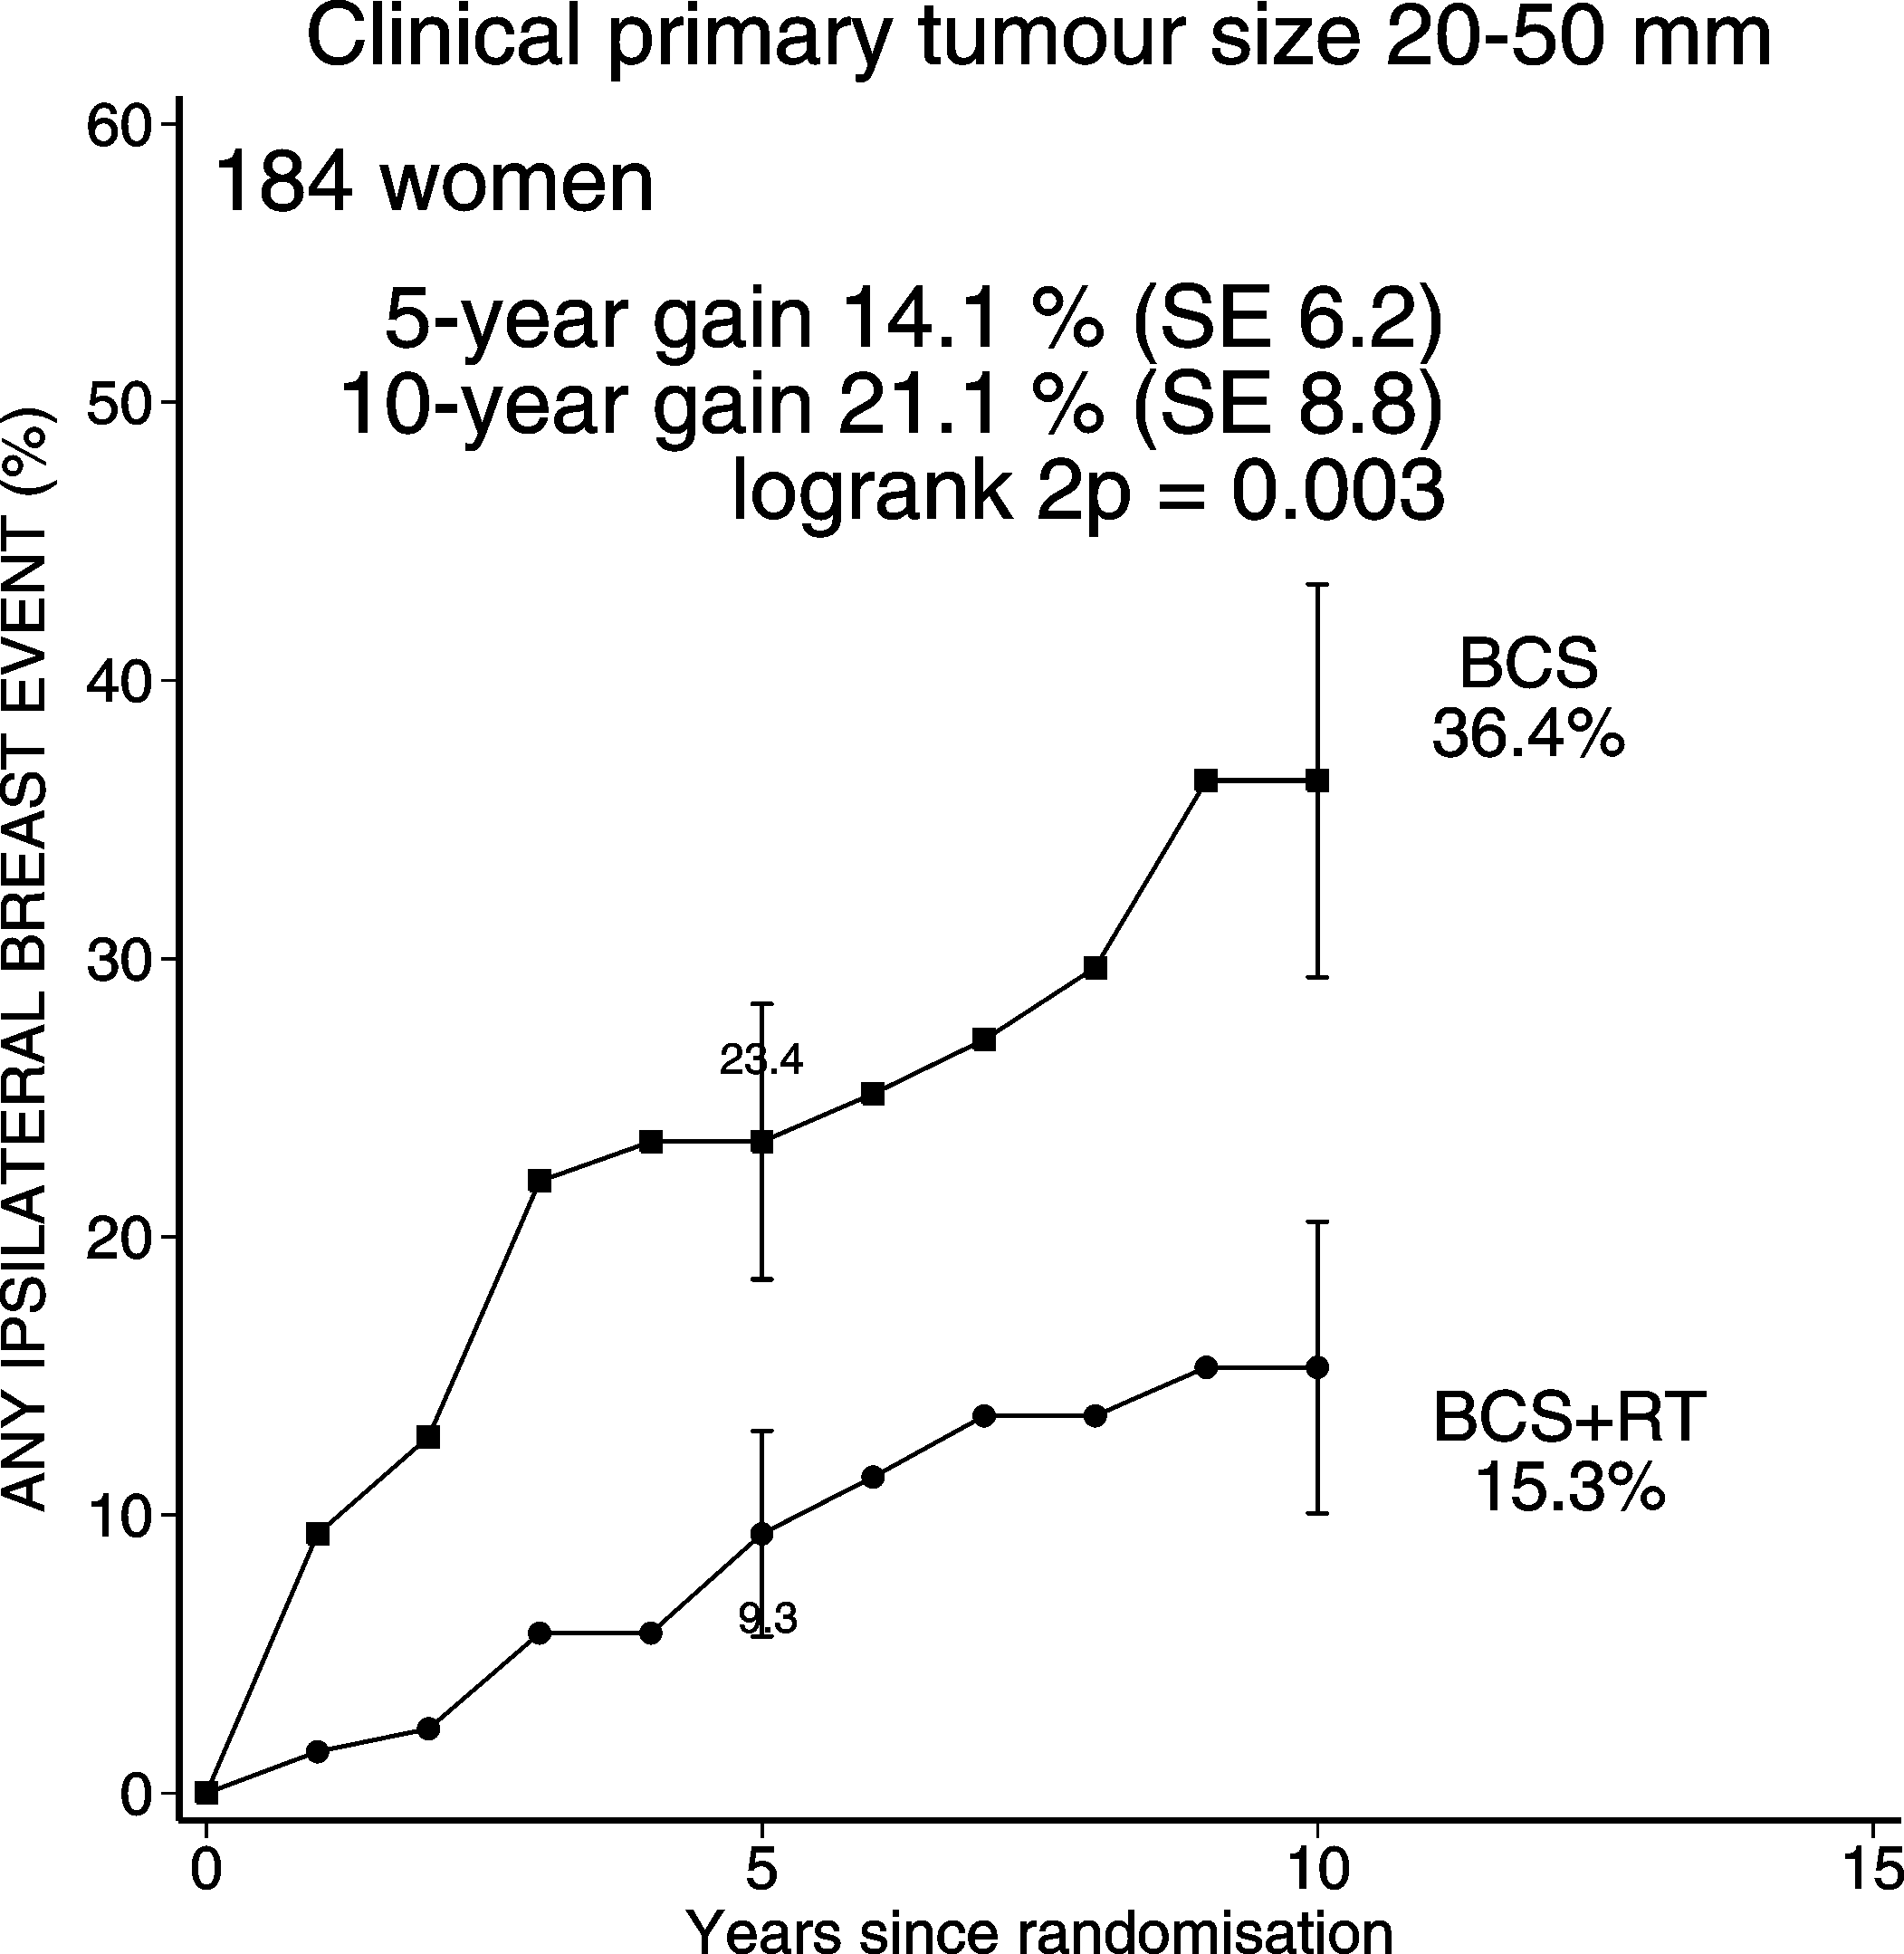 Clinical primary tumour size 20-50 mm
184 women
5-year gain 14.1 % (SE 6.2)
10-year gain 21.1 % (SE 8.8)
logrank 2p = 0.003
ANY IPSILATERAL BREAST EVENT (%)
60
50
40
30
20
10
0
BCS
36.4%
23.4
BCS+RT
15.3%
9.3
0 5 10 15
Years since randomisation